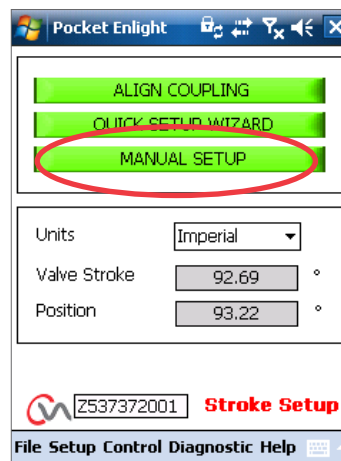 Pocket Enlight
ALIGN COUPLING
QUICK SETUP WIZARD
MANUAL SETUP
Units Imperial
Valve Stroke 92.69 °
Position 93.22 °
Z537372001 Stroke Setup
File Setup Control Diagnostic Help